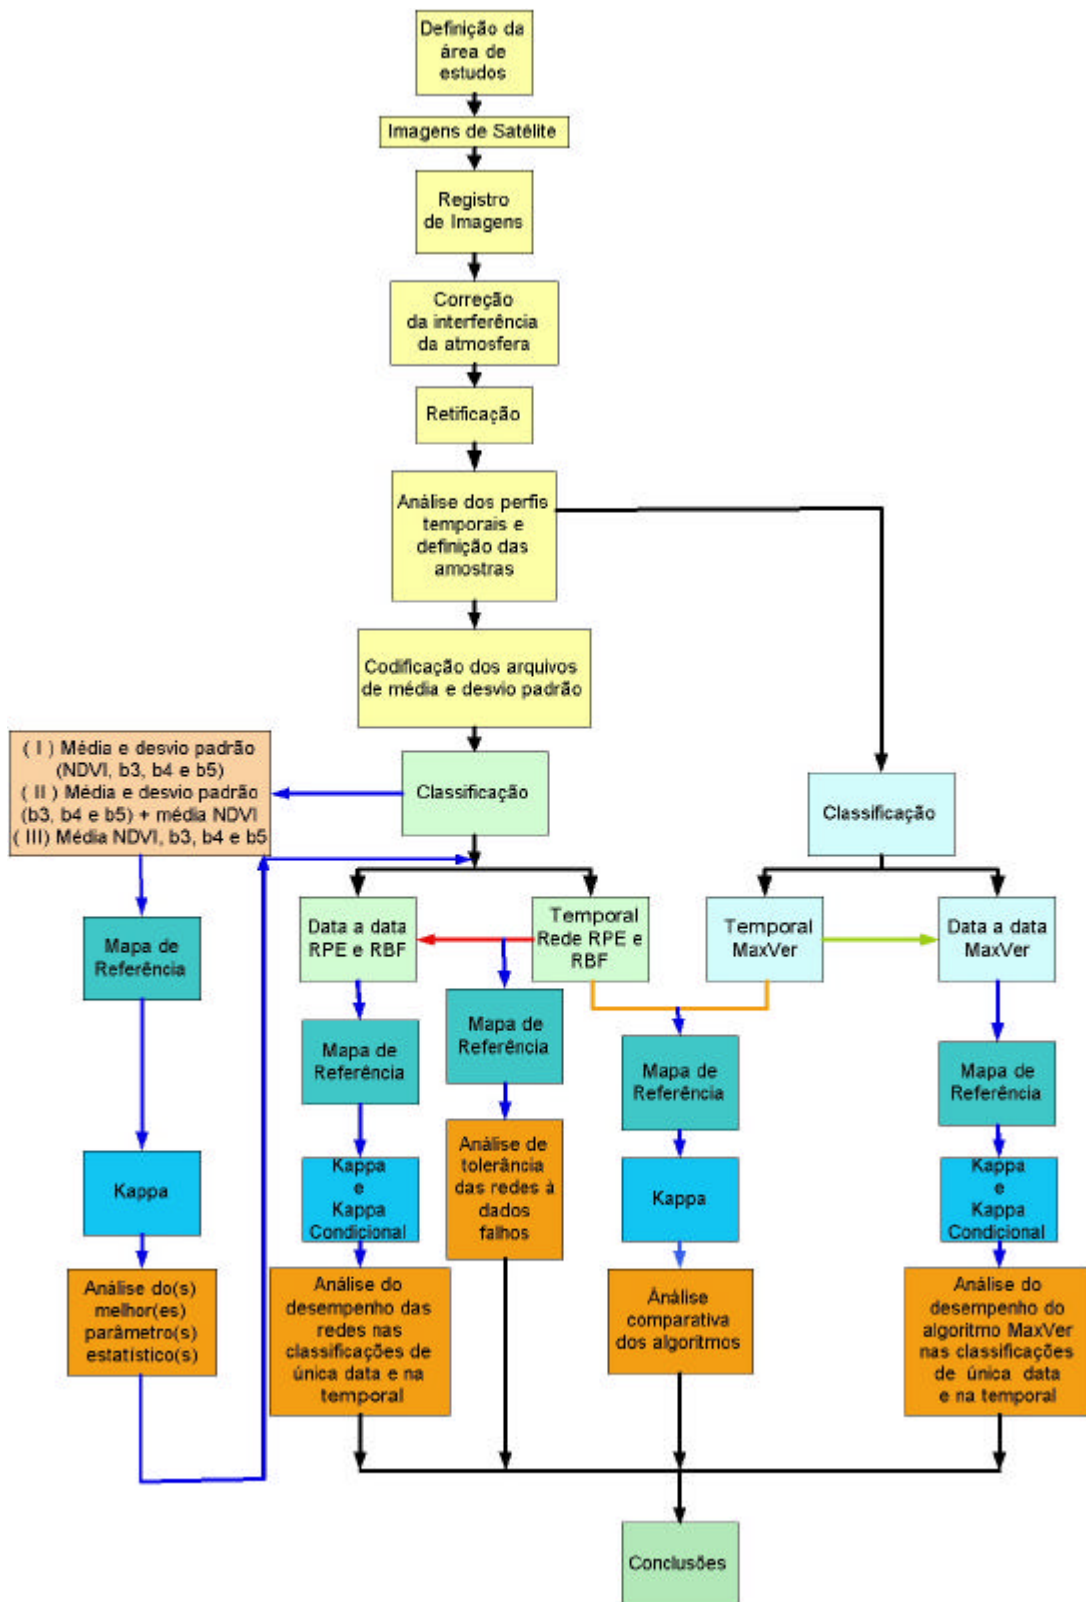 Definição da
área de
estudos
Imagens de Satélite
Registro
de Imagens
Correção
da interferência
da atmosfera
Retificação
Análise dos perfis
temporais e
definição das
amostras
Codificação dos arquivos
de média e desvio padrão
( I ) Média e desvio padrão
(NDVI, b3, b4 e b5)
( II ) Média e desvio padrão
(b3, b4 e b5) + média NDVI
( III) Média NDVI, b3, b4 e b5
Classificação
Classificação
Data a data
RPE e RBF
Temporal
Rede RPE e
RBF
Temporal
MaxVer
Data a data
MaxVer
Mapa de
Referência
Mapa de
Referência
Mapa de
Referência
Mapa de
Referência
Mapa de
Referência
Kappa
Kappa
e
Kappa
Condicional
Análise de
tolerância
das redes à
dados
falhos
Kappa
Kappa
e
Kappa
Condicional
Análise do(s)
melhor(es)
parâmetro(s)
estatístico(s)
Análise do
desempenho das
redes nas
classificações de
única data e na
temporal
Ánálise
comparativa
dos algoritmos
Análise do
desempenho do
algoritmo MaxVer
nas classificações
de única data
e na temporal
Conclusões